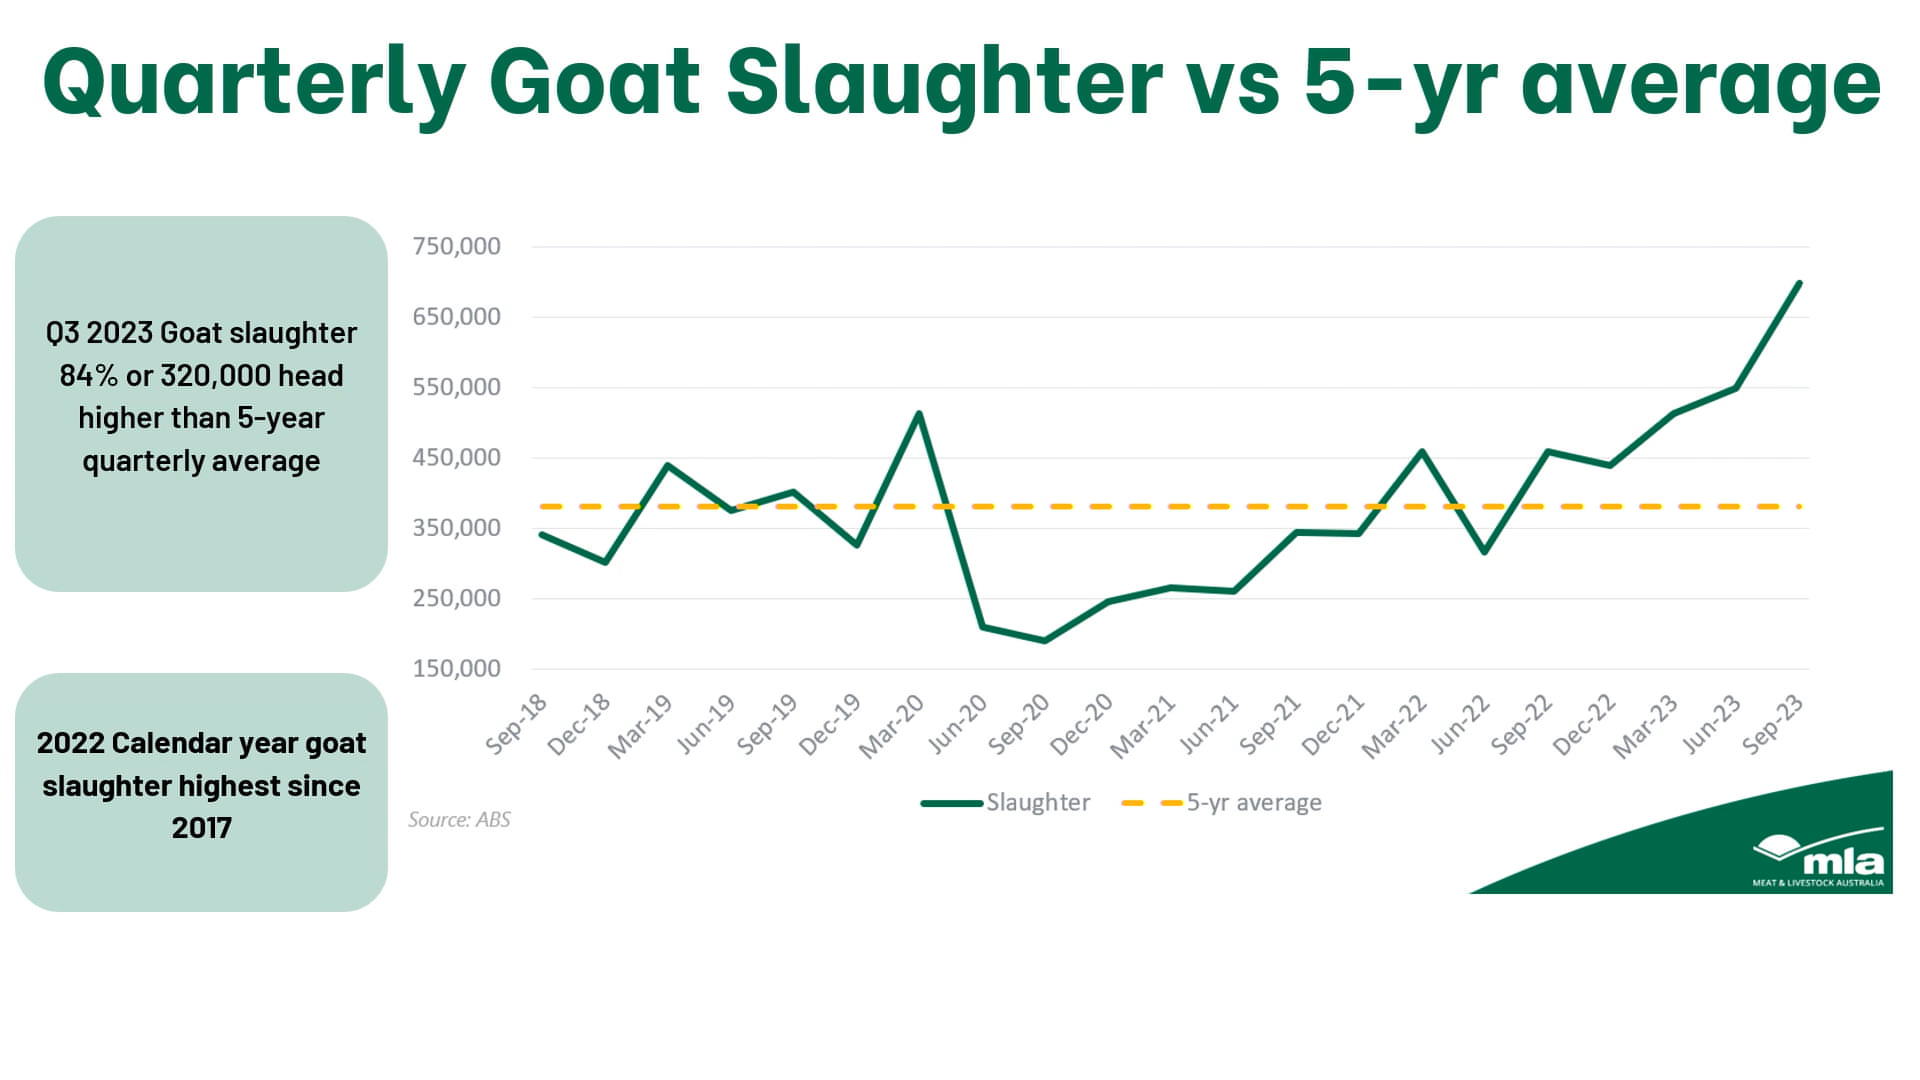 Quarterly Goat Slaughter vs 5-yr average
Q3 2023 Goat slaughter
84% or 320,000 head
higher than 5-year
quarterly average
2022 Calendar year goat
slaughter highest since
2017
750,000
650,000
550,000
450,000
350,000
250,000
150,000
Sep-18
Dec-18
Mar-19
Jun-19
Sep-19
Dec-19
Mar-20
Jun-20
Sep-20
Dec-20
Mar-21
Jun-21
Sep-21
Dec-21
Mar-22
Jun-22
Sep-22
Dec-22
Mar-23
Jun-23
Sep-23
Slaughter
5-yr average
Source: ABS
mla
MEAT & LIVESTOCK AUSTRALIA